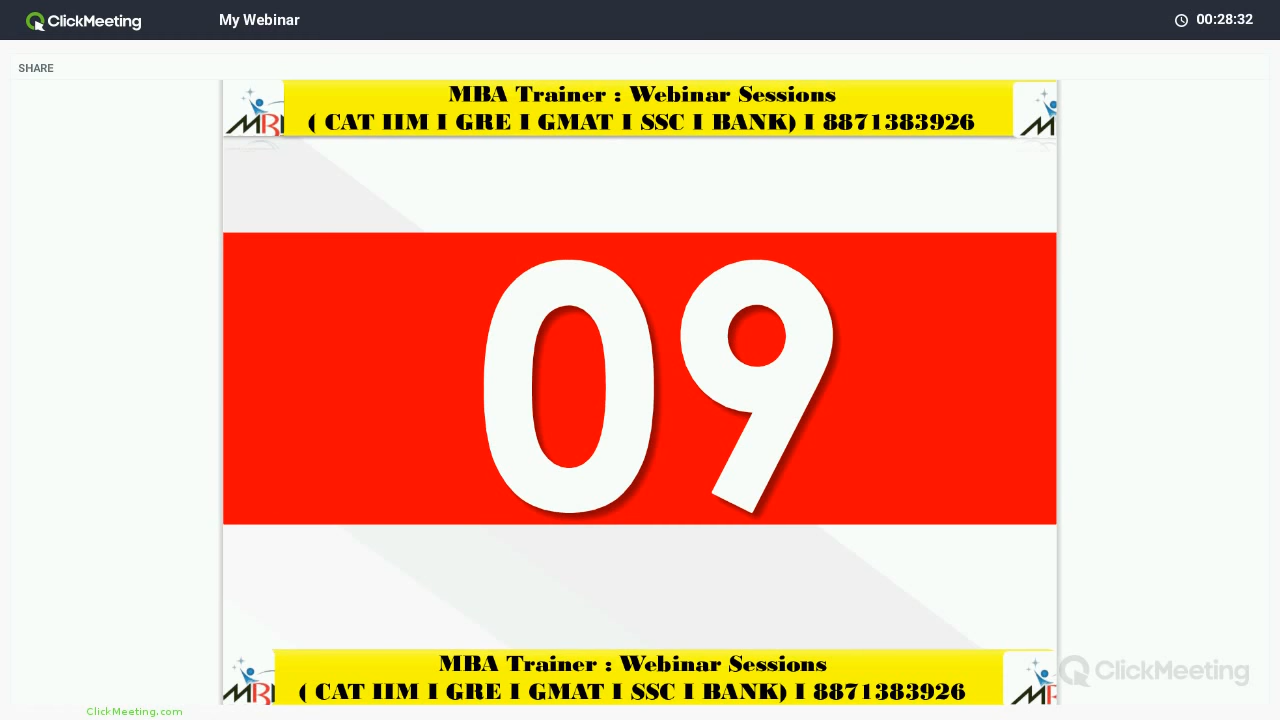 ClickMeeting
My Webinar
00:28:32
SHARE
MBA Trainer : Webinar Sessions
( CAT IIM I GRE I GMAT I SSC I BANK) I 8871383926
09
MBA Trainer : Webinar Sessions
( CAT IIM I GRE I GMAT I SSC I BANK) I 8871383926
ClickMeeting
ClickMeeting.com